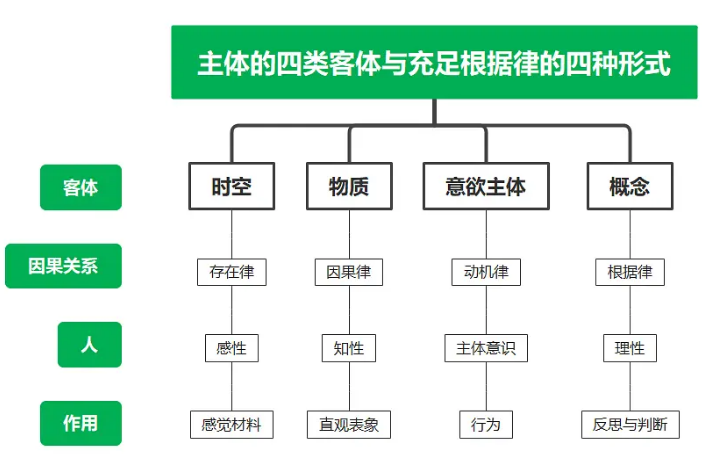 主体的四类客体与充足根据律的四种形式
客体
时空
物质
意欲主体
概念
因果关系
存在律
因果律
动机律
根据律
人
感性
知性
主体意识
理性
作用
感觉材料
直观表象
行为
反思与判断